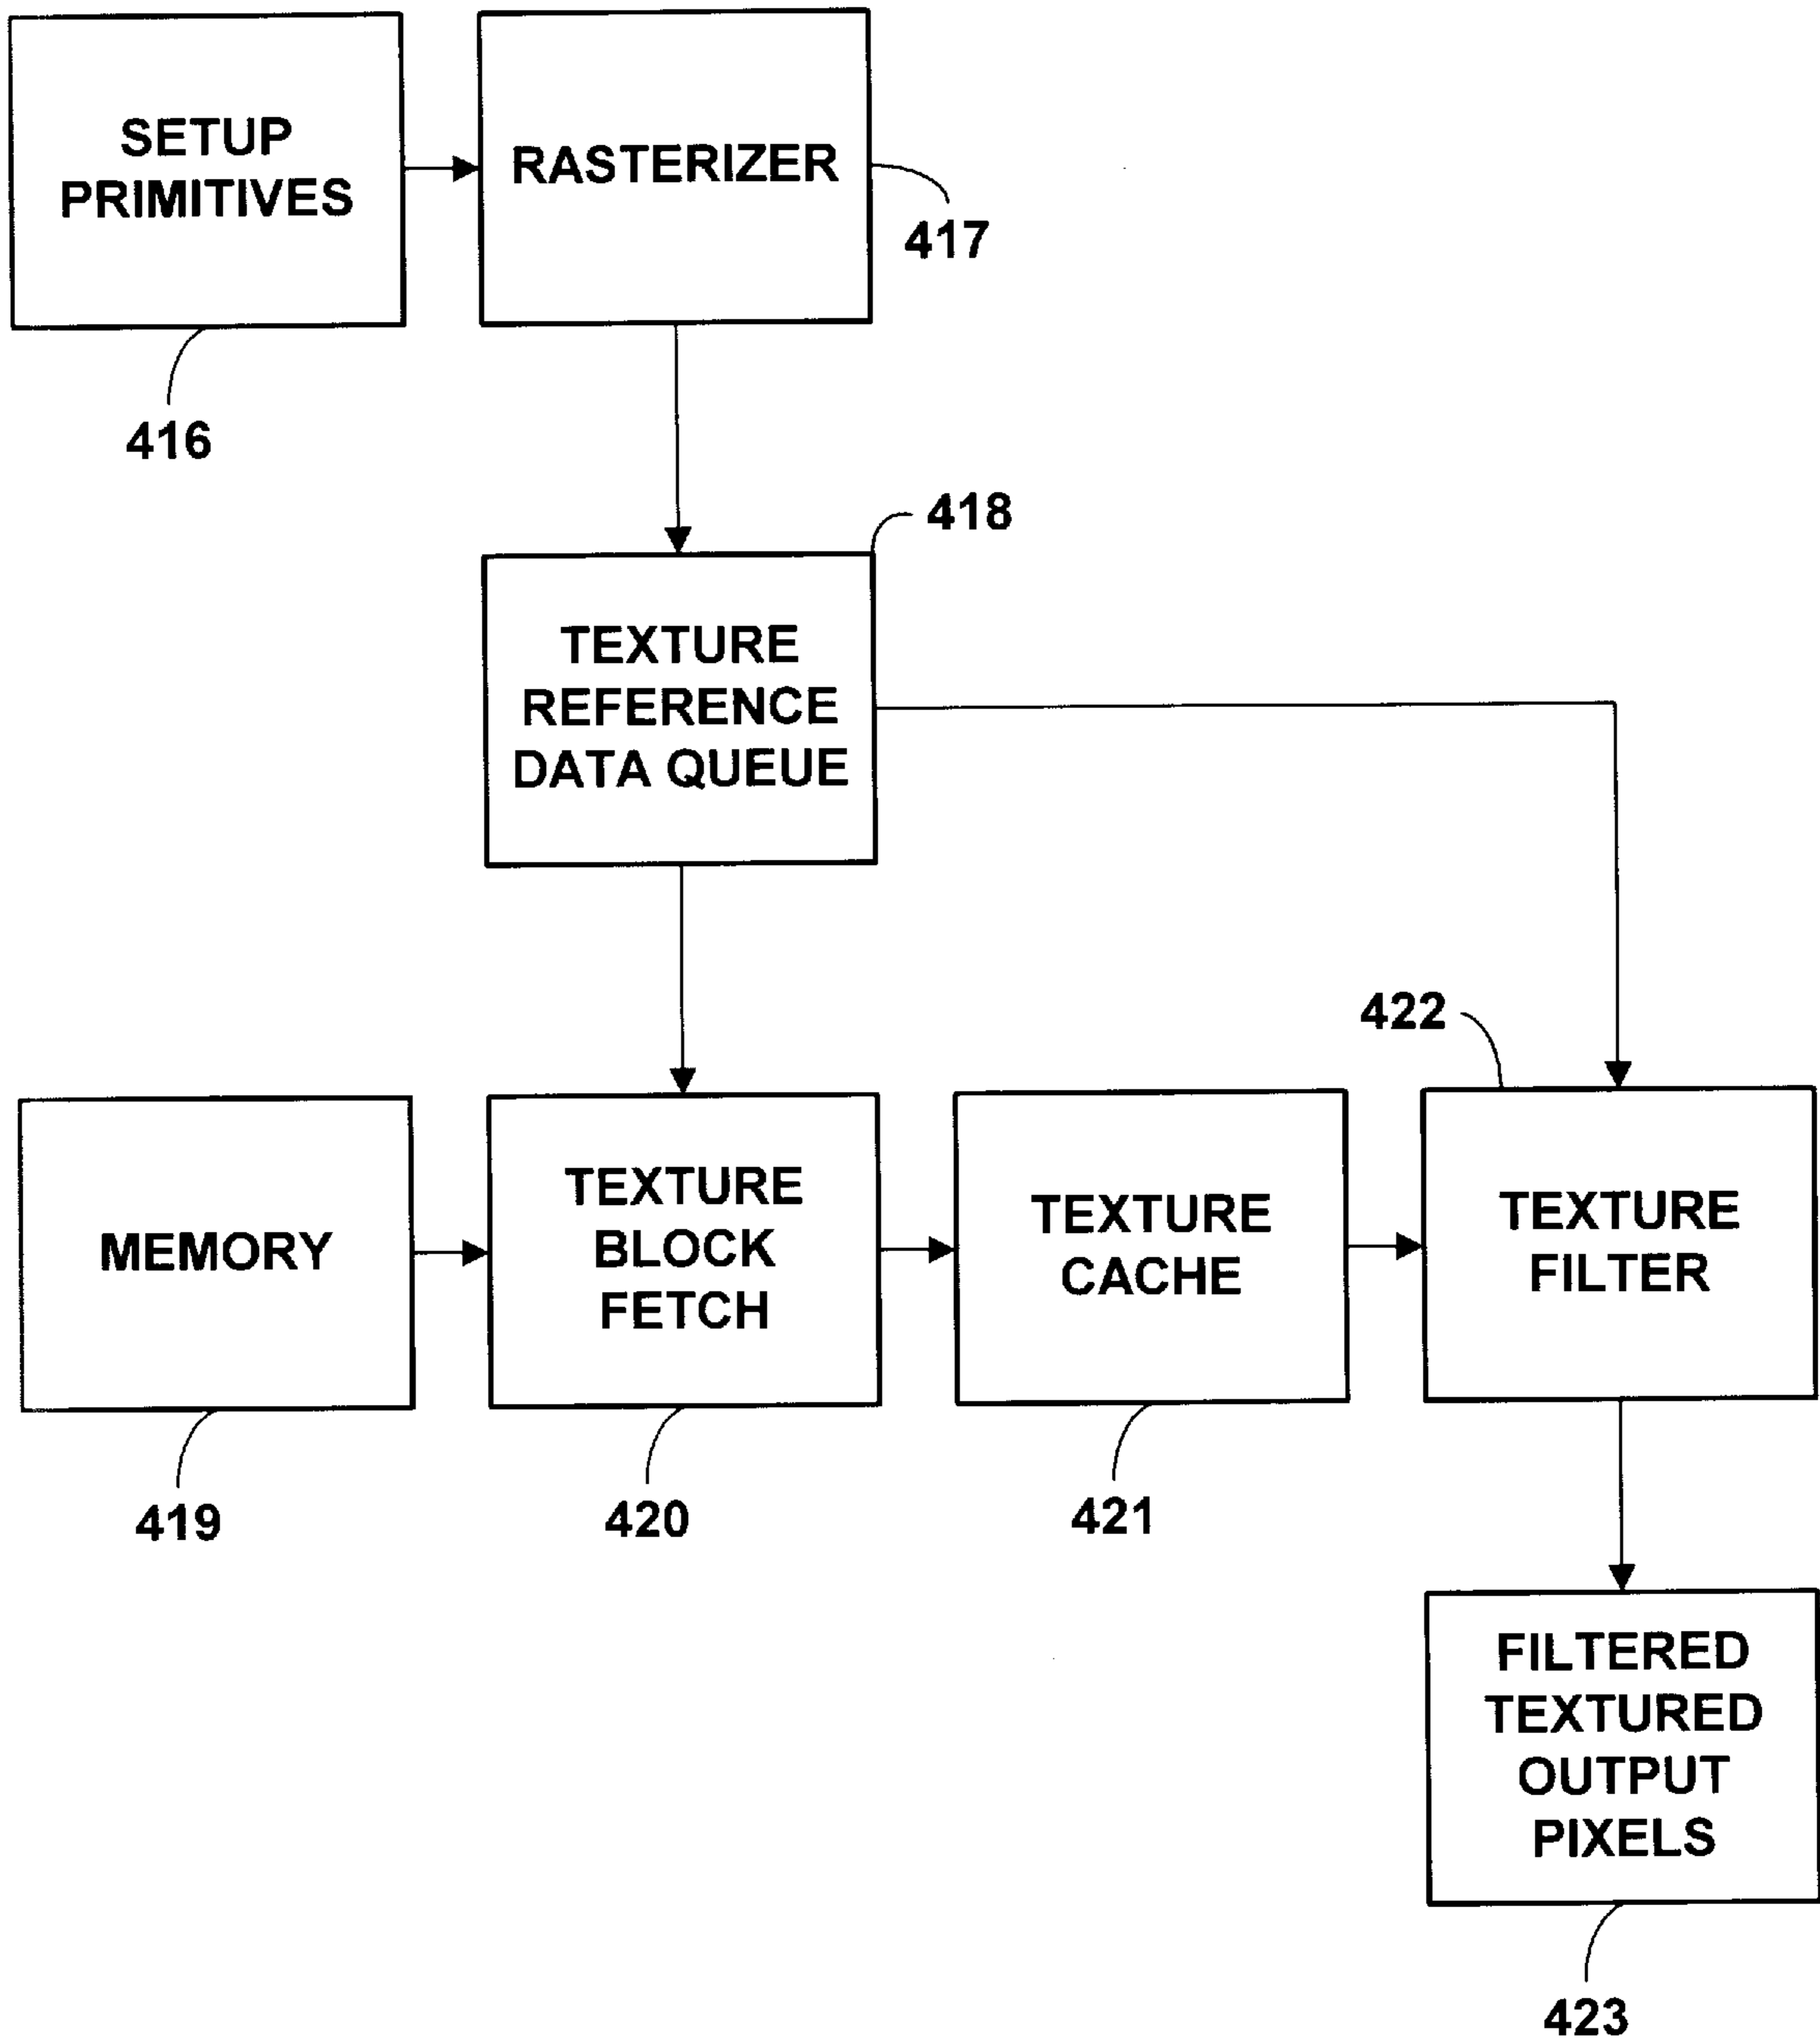 SETUP
PRIMITIVES
416
RASTERIZER
417
418
TEXTURE
REFERENCE
DATA QUEUE
MEMORY
419
TEXTURE
BLOCK
FETCH
420
TEXTURE
CACHE
421
422
TEXTURE
FILTER
FILTERED
TEXTURED
OUTPUT
PIXELS
423